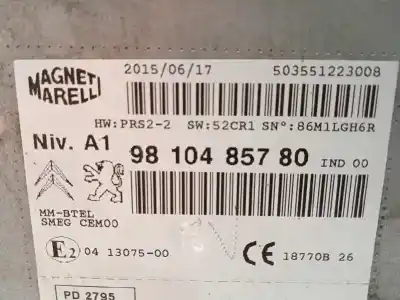 MAGNETI MARELLI
2015/06/17 503551223008
HW:PRS2-2 SW:52CR1 SN°:86M1LGH6R
Niv. A1 98 104 857 80 IND 00
MM-BTEL
SMEG CEM00
E2 04 13075-00 CE 18770B 26
PD 2795